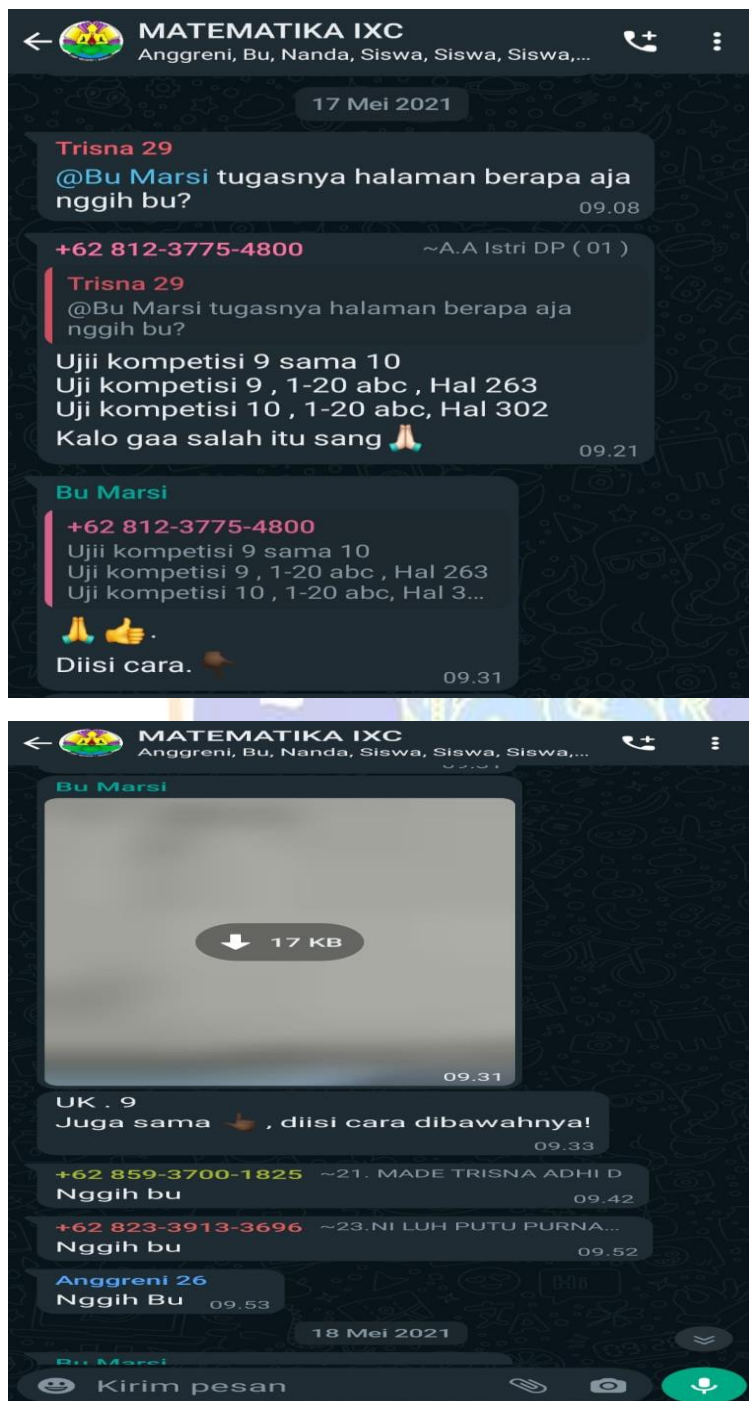 MATEMATIKA IXC
Anggreni, Bu, Nanda, Siswa, Siswa, Siswa,...
17 Mei 2021
Trisna 29
@Bu Marsi tugasnya halaman berapa aja
nggih bu?
09.08
+62 812-3775-4800 ~A.A Istri DP ( 01 )
Trisna 29
@Bu Marsi tugasnya halaman berapa aja
nggih bu?
Ujii kompetisi 9 sama 10
Uji kompetisi 9 , 1-20 abc , Hal 263
Uji kompetisi 10 , 1-20 abc, Hal 302
Kalo gaa salah itu sang 🙏🏻
09.21
Bu Marsi
+62 812-3775-4800
Ujii kompetisi 9 sama 10
Uji kompetisi 9 , 1-20 abc , Hal 263
Uji kompetisi 10 , 1-20 abc, Hal 3...
🙏 👍.
Diisi cara. 👇🏿
09.31
MATEMATIKA IXC
Anggreni, Bu, Nanda, Siswa, Siswa, Siswa,...
Bu Marsi
17 KB
09.31
UK . 9
Juga sama 👆🏿 , diisi cara dibawahnya!
09.33
+62 859-3700-1825 ~21. MADE TRISNA ADHI D
Nggih bu
09.42
+62 823-3913-3696 ~23.NI LUH PUTU PURNA...
Nggih bu
09.52
Anggreni 26
Nggih Bu 09.53
18 Mei 2021
Bu Marsi
Kirim pesan